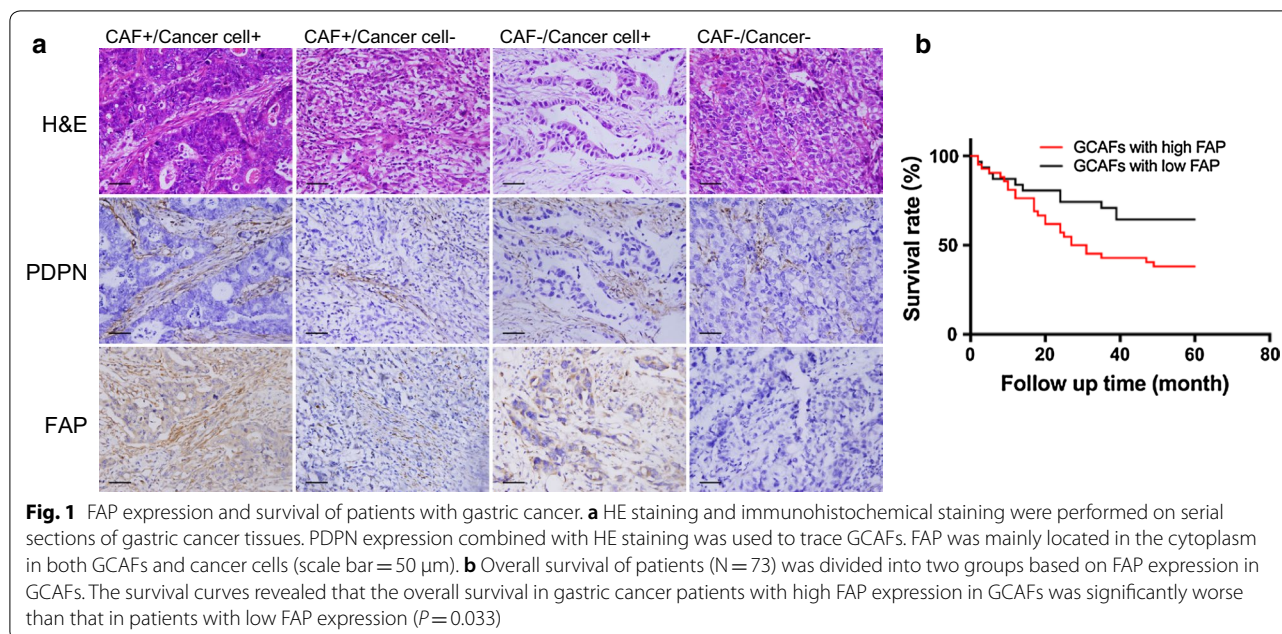 a
CAF+/Cancer cell+ CAF+/Cancer cell- CAF-/Cancer cell+ CAF-/Cancer-
H&E
PDPN
FAP
b
GCAFs with high FAP
GCAFs with low FAP
Survival rate (%)
100
50
0
0 20 40 60 80
Follow up time (month)
Fig. 1 FAP expression and survival of patients with gastric cancer. a HE staining and immunohistochemical staining were performed on serial
sections of gastric cancer tissues. PDPN expression combined with HE staining was used to trace GCAFs. FAP was mainly located in the cytoplasm
in both GCAFs and cancer cells (scale bar = 50 μm). b Overall survival of patients (N = 73) was divided into two groups based on FAP expression in
GCAFs. The survival curves revealed that the overall survival in gastric cancer patients with high FAP expression in GCAFs was significantly worse
than that in patients with low FAP expression (P = 0.033)